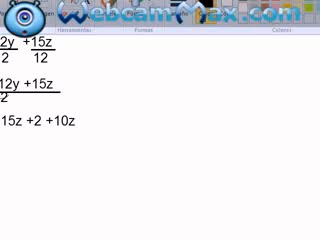 WebcamMax.com
Herramientas Formas Colores
2y +15z
2 12
12y +15z
2
15z +2 +10z